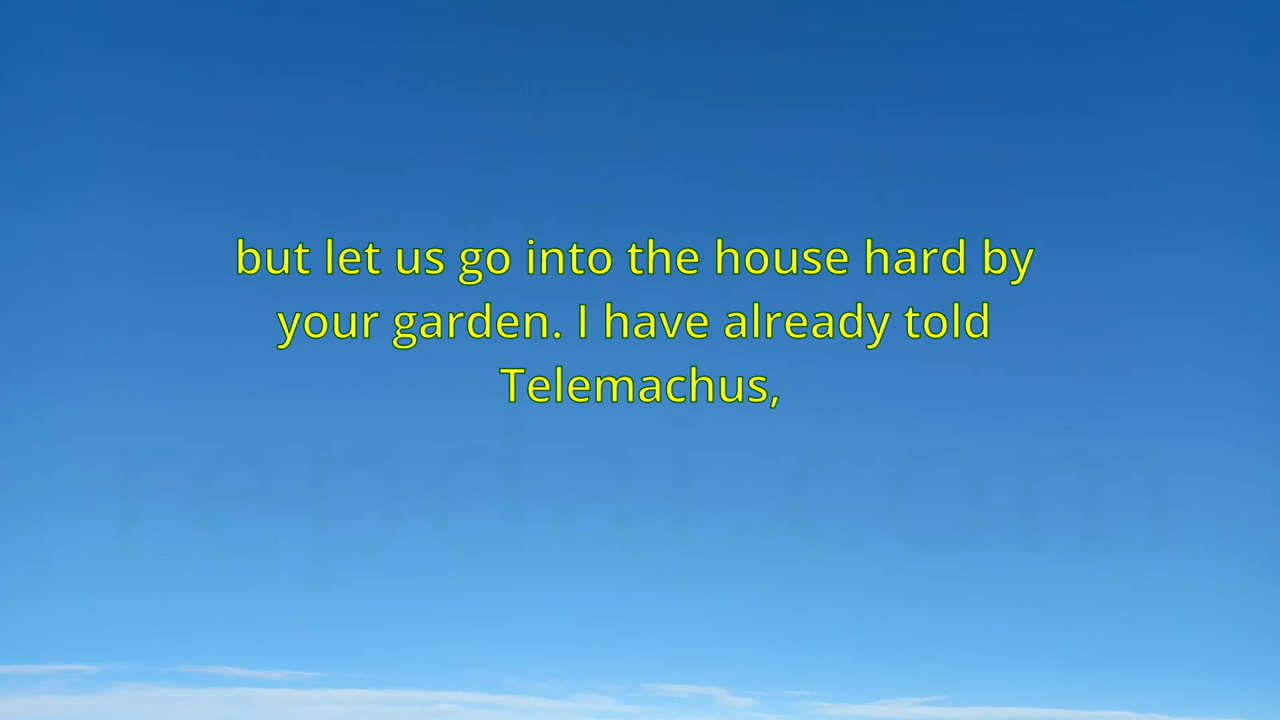 but let us go into the house hard by
your garden. I have already told
Telemachus,